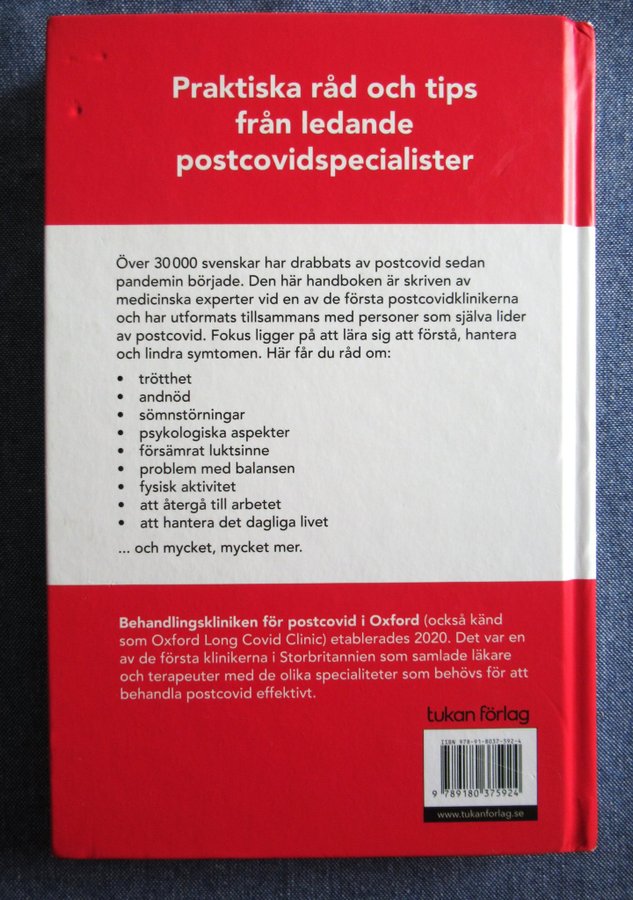 Praktiska råd och tips
från ledande
postcovidspecialister
Över 30 000 svenskar har drabbats av postcovid sedan
pandemin började. Den här handboken är skriven av
medicinska experter vid en av de första postcovidklinikerna
och har utformats tillsammans med personer som själva lider
av postcovid. Fokus ligger på att lära sig att förstå, hantera
och lindra symtomen. Här får du råd om:
• trötthet
• andnöd
• sömnstörningar
• psykologiska aspekter
• försämrat luktsinne
• problem med balansen
• fysisk aktivitet
• att återgå till arbetet
• att hantera det dagliga livet
... och mycket, mycket mer.
Behandlingskliniken för postcovid i Oxford (också känd
som Oxford Long Covid Clinic) etablerades 2020. Det var en
av de första klinikerna i Storbritannien som samlade läkare
och terapeuter med de olika specialiteter som behövs för att
behandla postcovid effektivt.
tukan förlag
ISBN 978-91-8037-592-4
9 789180 375924
www.tukanforlag.se